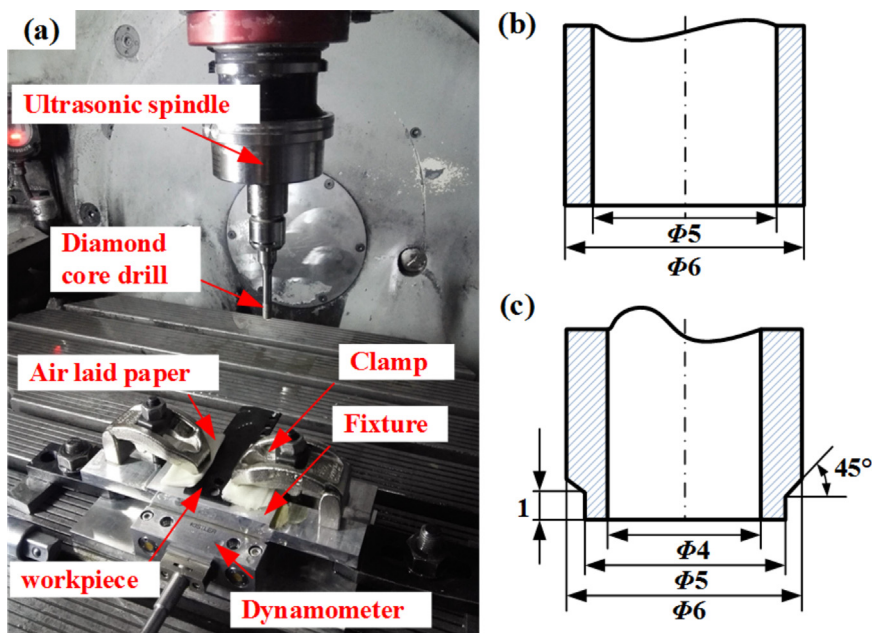 (a)
Ultrasonic spindle
Diamond
core drill
Air laid paper
Clamp
Fixture
workpiece
Dynamometer
(b)
Φ5
Φ6
(c)
45°
1
Φ4
Φ5
Φ6